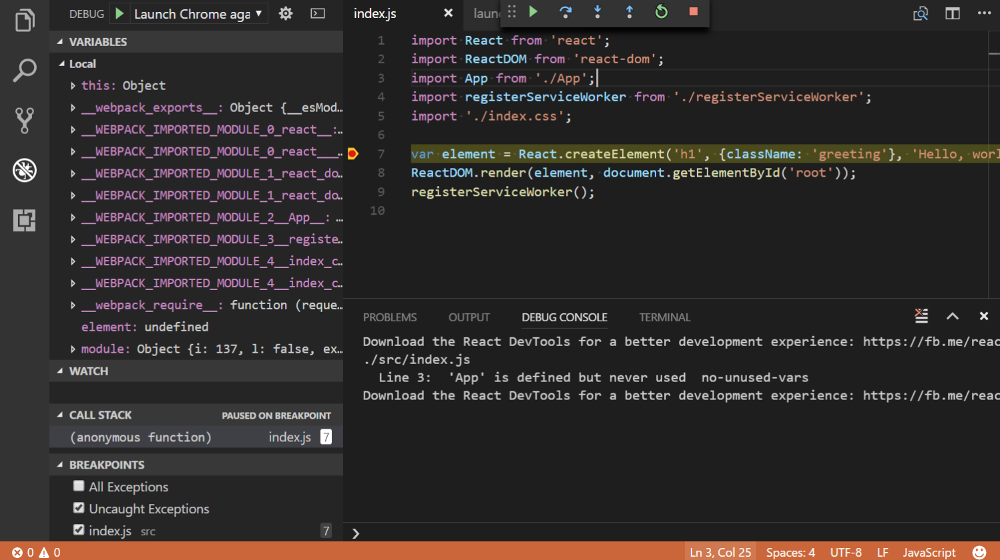 DEBUG Launch Chrome aga
VARIABLES
Local
this: Object
__webpack_exports__: Object {__esMod…
__WEBPACK_IMPORTED_MODULE_0_react__:…
__WEBPACK_IMPORTED_MODULE_0_react___…
__WEBPACK_IMPORTED_MODULE_1_react_do…
__WEBPACK_IMPORTED_MODULE_1_react_do…
__WEBPACK_IMPORTED_MODULE_2__App__: …
__WEBPACK_IMPORTED_MODULE_3__registe…
__WEBPACK_IMPORTED_MODULE_4__index_c…
__WEBPACK_IMPORTED_MODULE_4__index_c…
__webpack_require__: function (reque…
element: undefined
module: Object {i: 137, l: false, ex…
WATCH
CALL STACK PAUSED ON BREAKPOINT
(anonymous function) index.js 7
BREAKPOINTS
All Exceptions
Uncaught Exceptions
index.js src 7
index.js laun
1 import React from 'react';
2 import ReactDOM from 'react-dom';
3 import App from './App';
4 import registerServiceWorker from './registerServiceWorker';
5 import './index.css';
6
7 var element = React.createElement('h1', {className: 'greeting'}, 'Hello, worl
8 ReactDOM.render(element, document.getElementById('root'));
9 registerServiceWorker();
10
PROBLEMS OUTPUT DEBUG CONSOLE TERMINAL
Download the React DevTools for a better development experience: https://fb.me/reac
./src/index.js
Line 3: 'App' is defined but never used no-unused-vars
Download the React DevTools for a better development experience: https://fb.me/reac
0 0 Ln 3, Col 25 Spaces: 4 UTF-8 LF JavaScript